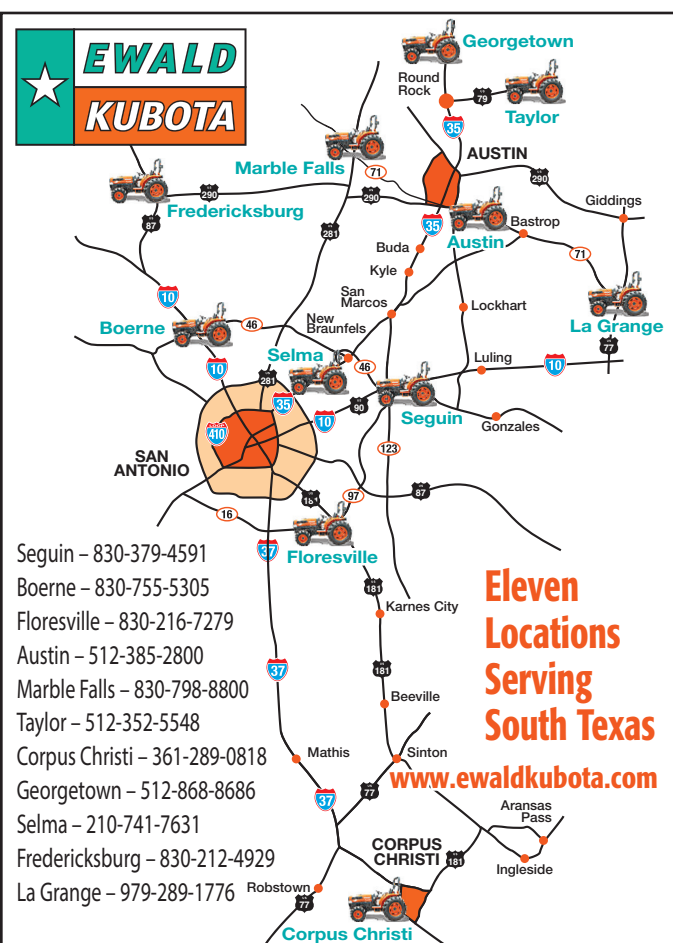 EWALD
KUBOTA
Georgetown
Round
Rock
79
Taylor
35
AUSTIN
Marble Falls
71
290
290
290
Fredericksburg
87
281
35
Austin
Bastrop
Giddings
Buda
Kyle
71
10
San
Marcos
Lockhart
La Grange
77
Boerne
46
New
Braunfels
Selma
46
Luling
10
10
281
35
90
10
Seguin
Gonzales
410
SAN
ANTONIO
123
87
97
181
16
Floresville
37
Seguin – 830-379-4591
Boerne – 830-755-5305
Floresville – 830-216-7279
Austin – 512-385-2800
Marble Falls – 830-798-8800
Taylor – 512-352-5548
Corpus Christi – 361-289-0818
Georgetown – 512-868-8686
Selma – 210-741-7631
Fredericksburg – 830-212-4929
La Grange – 979-289-1776
181
Karnes City
181
37
Beeville
Mathis
Sinton
77
37
Eleven
Locations
Serving
South Texas
www.ewaldkubota.com
Aransas
Pass
Ingleside
CORPUS
CHRISTI
181
Robstown
77
Corpus Christi